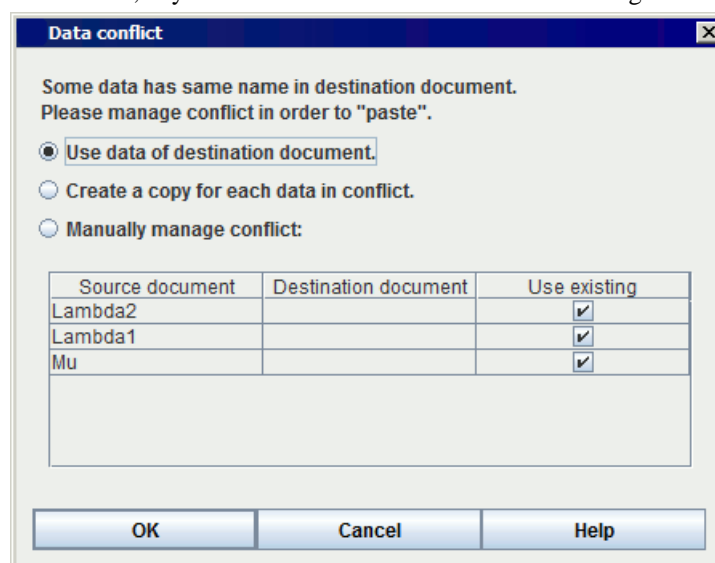 Data conflict
Some data has same name in destination document.
Please manage conflict in order to "paste".
Use data of destination document.
Create a copy for each data in conflict.
Manually manage conflict:
Source document Destination document Use existing
Lambda2
Lambda1
Mu
OK Cancel Help